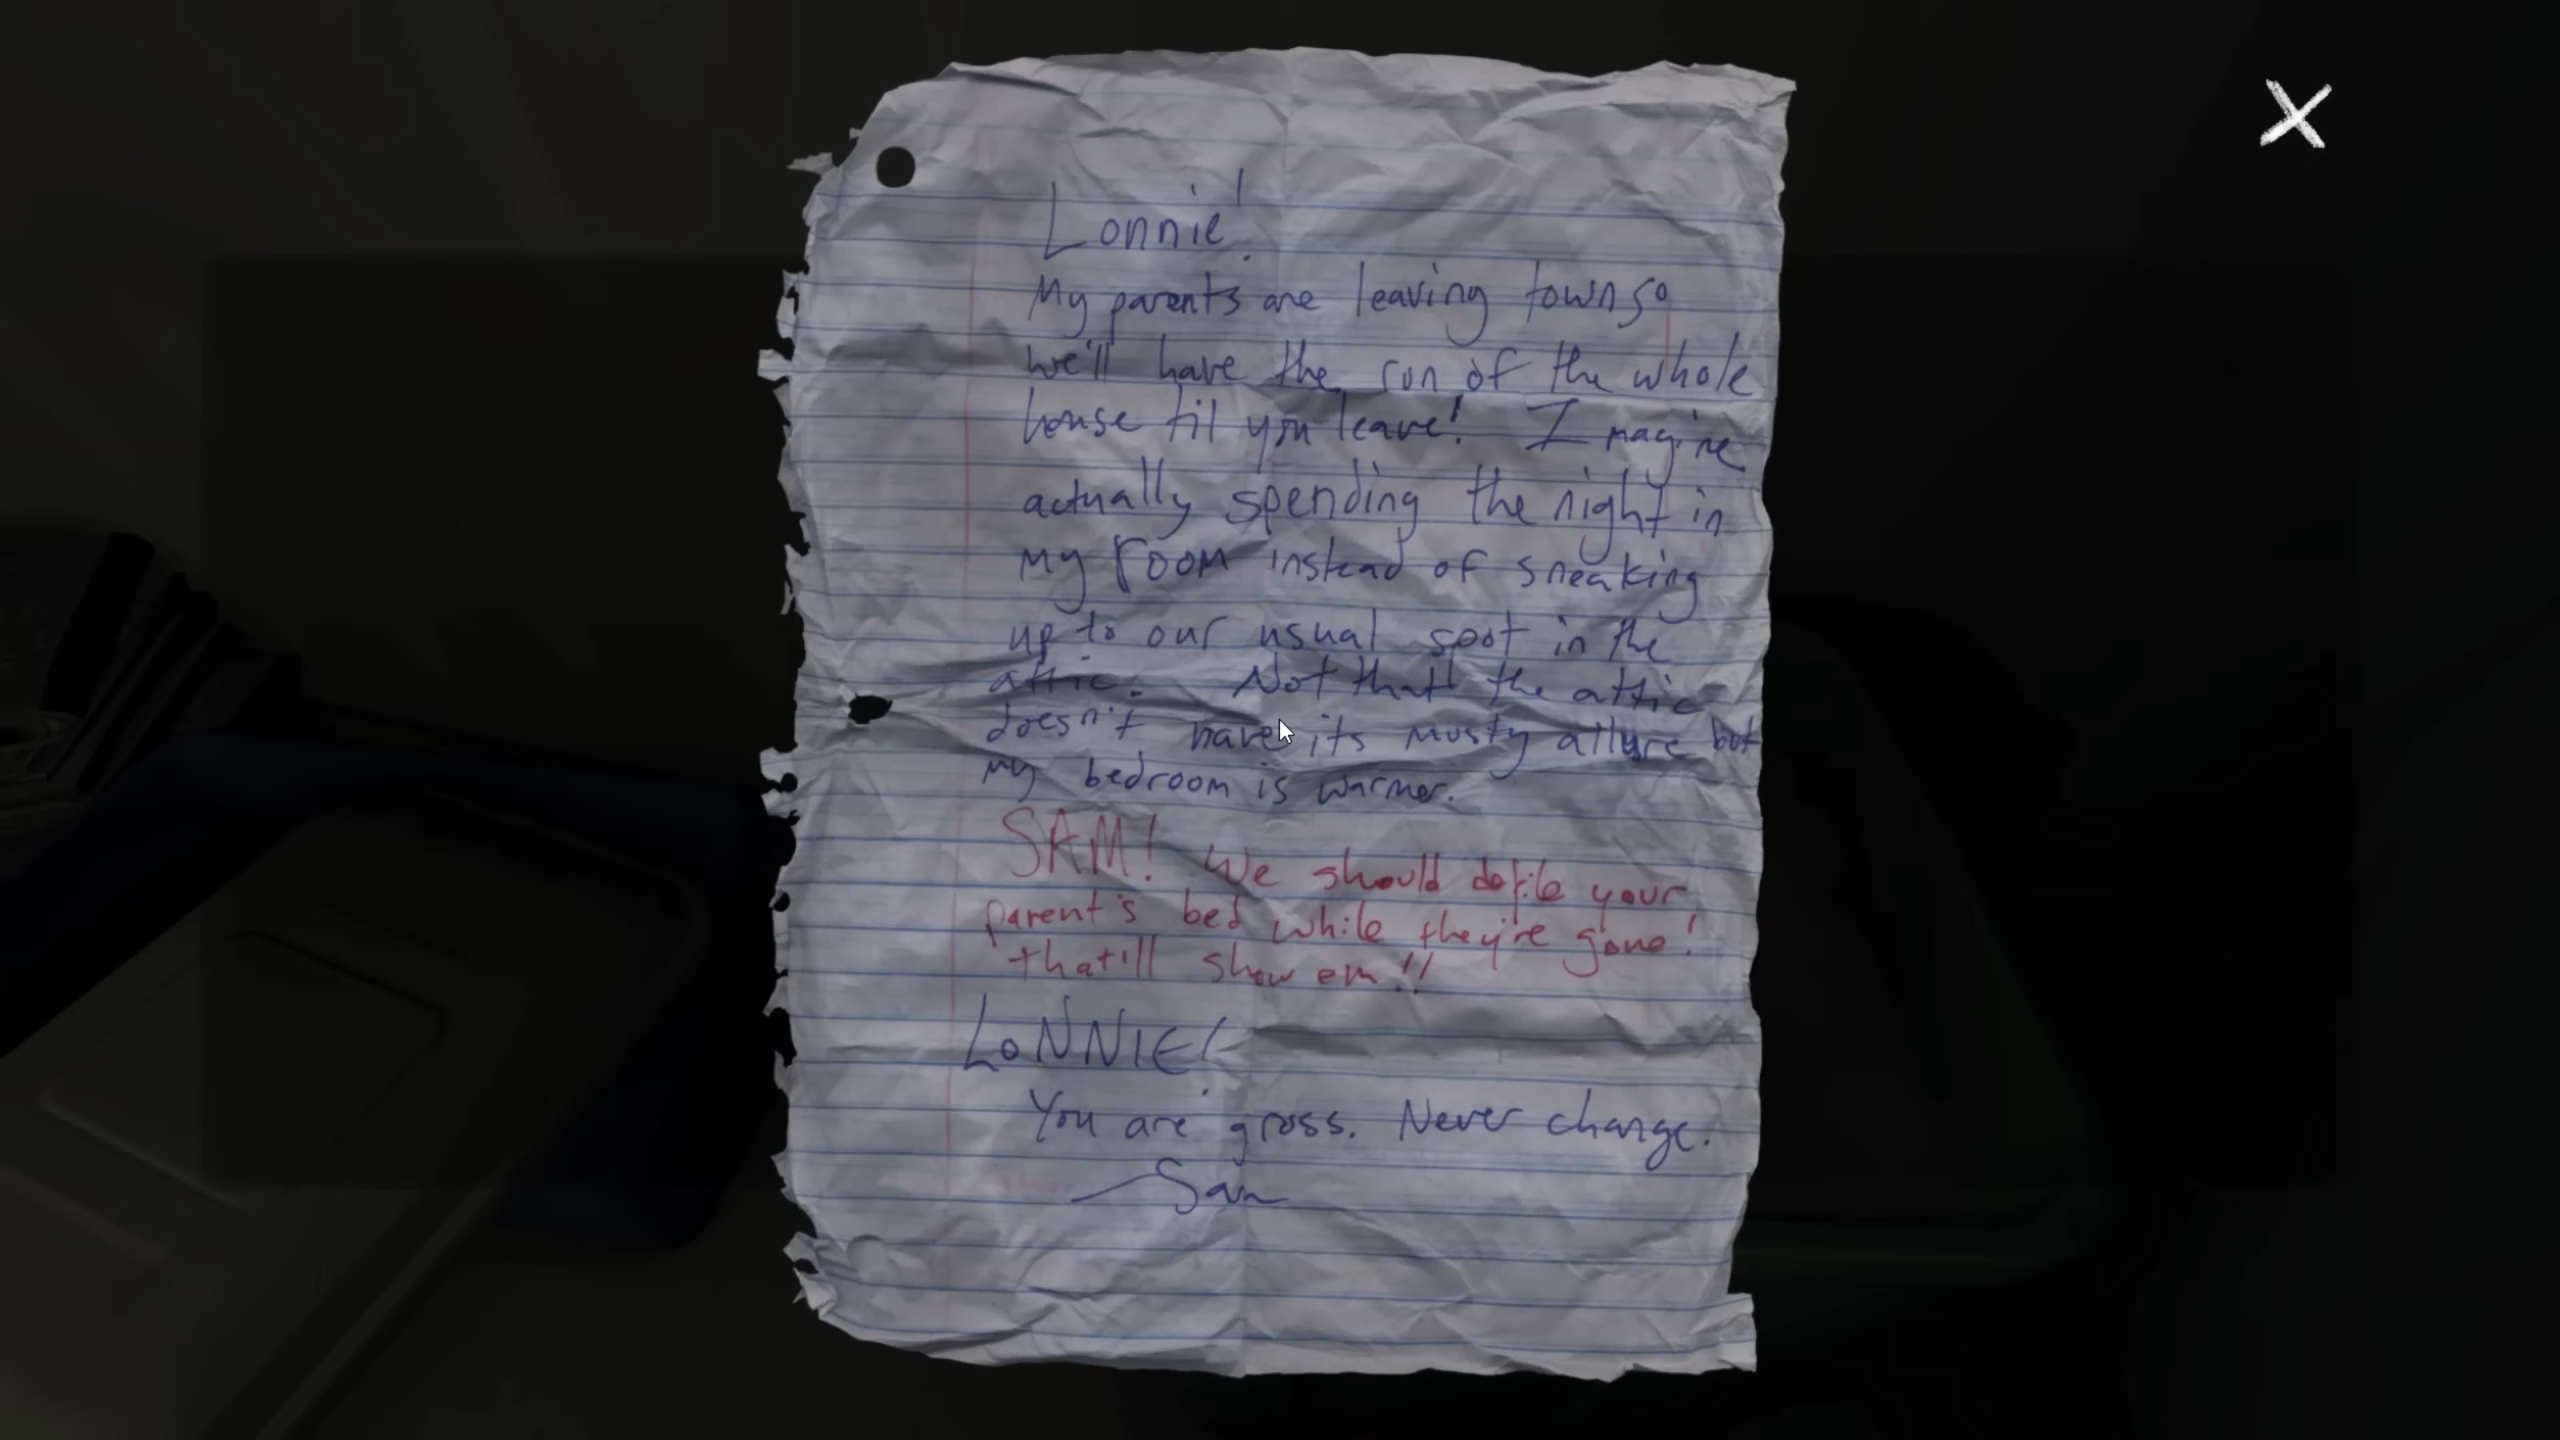 Lonnie!
My parents are leaving town so
we'll have the run of the whole
house til you leave! Imagine
actually spending the night in
my room instead of sneaking
up to our usual spot in the
attic. Not that the attic
doesn't have its musty allure but
my bedroom is warmer.
SAM! We should defile your
parent's bed while they're gone!
that'll show em!!
LONNIE!
You are gross. Never change.
—Sam